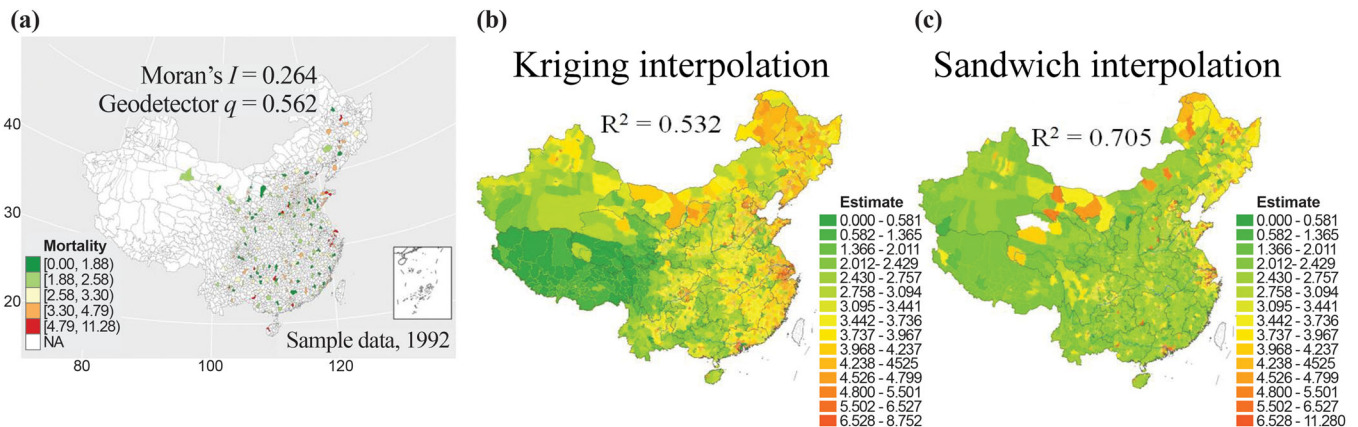 (a)
Moran's I = 0.264
Geodetector q = 0.562
40
30
20
80
100
120
Mortality
[0.00, 1.88)
[1.88, 2.58)
[2.58, 3.30)
[3.30, 4.79)
[4.79, 11.28)
NA
Sample data, 1992
(b)
Kriging interpolation
R² = 0.532
Estimate
0.000 - 0.581
0.582 - 1.365
1.366 - 2.011
2.012 - 2.429
2.430 - 2.757
2.758 - 3.094
3.095 - 3.441
3.442 - 3.736
3.737 - 3.967
3.968 - 4.237
4.238 - 4525
4.526 - 4.799
4.800 - 5.501
5.502 - 6.527
6.528 - 8.752
(c)
Sandwich interpolation
R² = 0.705
Estimate
0.000 - 0.581
0.582 - 1.365
1.366 - 2.011
2.012 - 2.429
2.430 - 2.757
2.758 - 3.094
3.095 - 3.441
3.442 - 3.736
3.737 - 3.967
3.968 - 4.237
4.238 - 4525
4.526 - 4.799
4.800 - 5.501
5.502 - 6.527
6.528 - 11.280